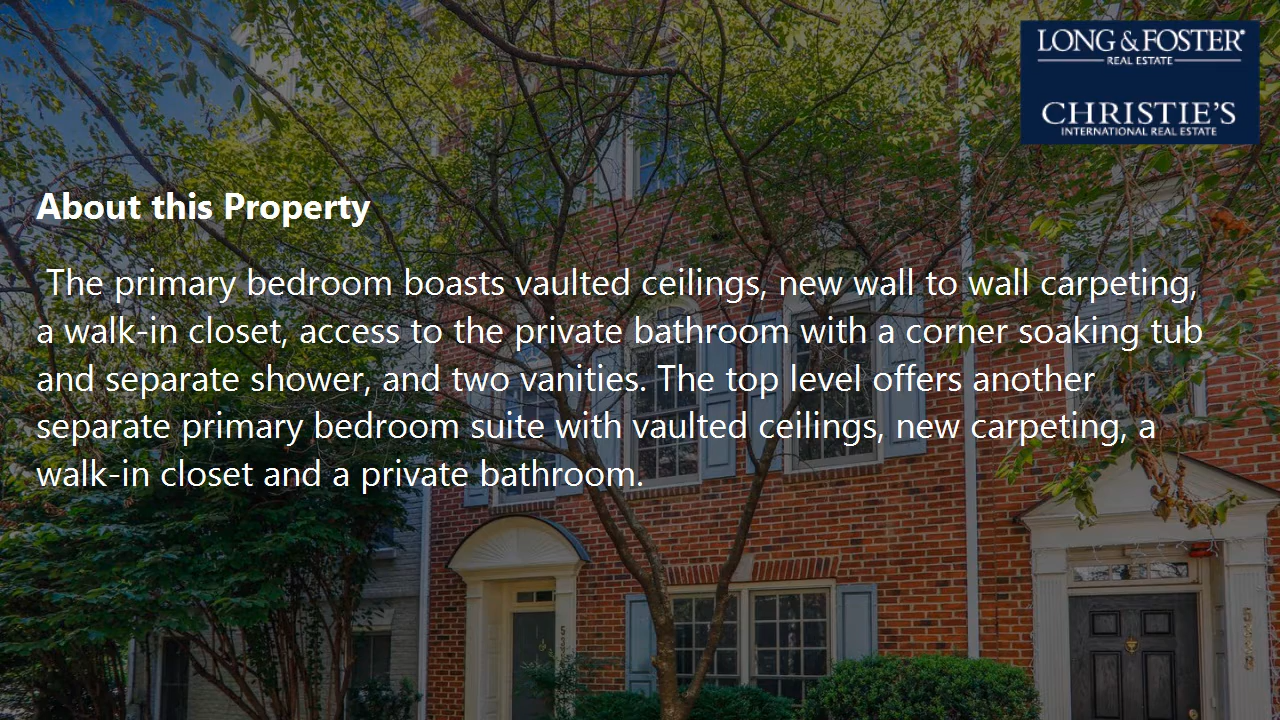 LONG & FOSTER®
REAL ESTATE
CHRISTIE'S
INTERNATIONAL REAL ESTATE
About this Property
The primary bedroom boasts vaulted ceilings, new wall to wall carpeting,
a walk-in closet, access to the private bathroom with a corner soaking tub
and separate shower, and two vanities. The top level offers another
separate primary bedroom suite with vaulted ceilings, new carpeting, a
walk-in closet and a private bathroom.